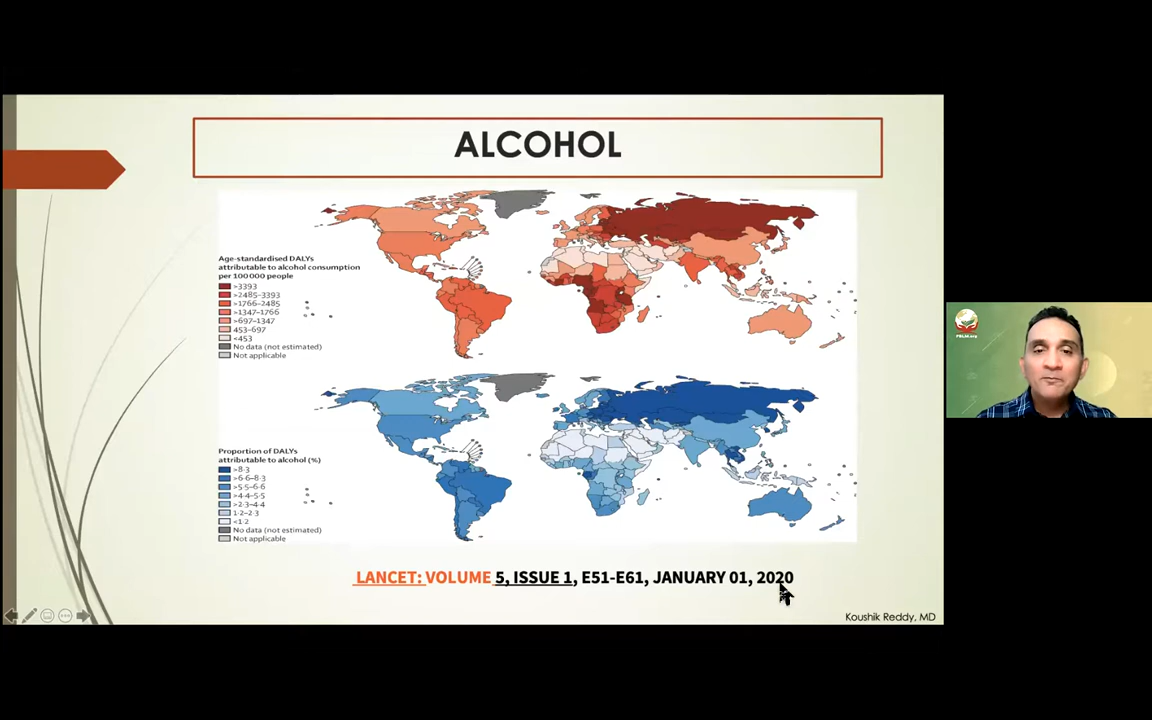 ALCOHOL
Age-standardised DALYs
attributable to alcohol consumption
per 100 000 people
>3393
>2485-3393
>1766-2485
>1347-1766
>697-1347
453-697
<453
No data (not estimated)
Not applicable
Proportion of DALYs
attributable to alcohol (%)
>8·3
>6·6-8·3
>5·5-6·6
>4·4-5·5
>2·3-4·4
1·2-2·3
<1·2
No data (not estimated)
Not applicable
LANCET: VOLUME 5, ISSUE 1, E51-E61, JANUARY 01, 2020
Koushik Reddy, MD